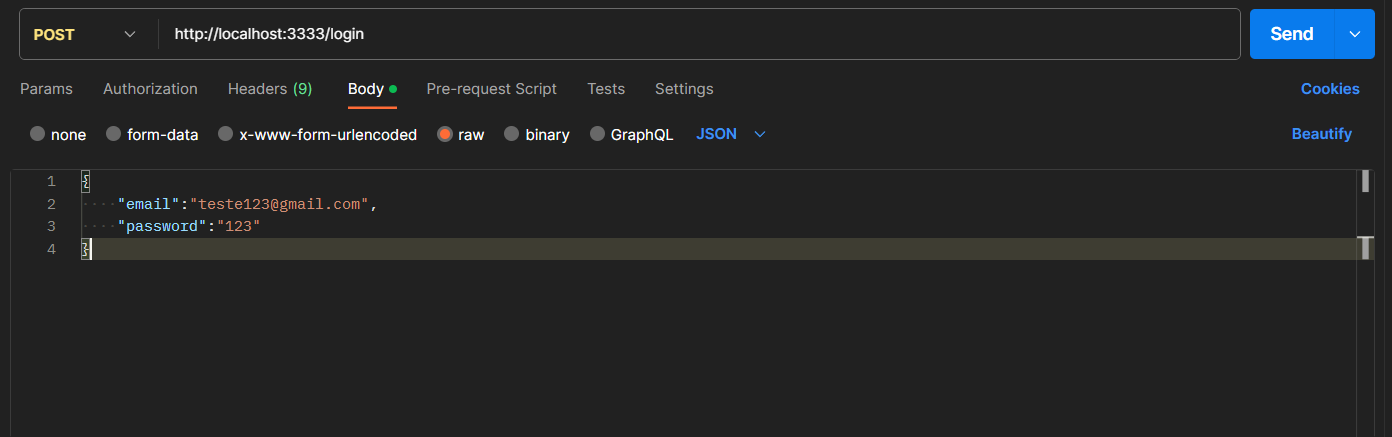 POST http://localhost:3333/login Send
Params Authorization Headers (9) Body Pre-request Script Tests Settings Cookies
none form-data x-www-form-urlencoded raw binary GraphQL JSON Beautify
1 {
2 ····"email":"teste123@gmail.com",
3 ····"password":"123"
4 }